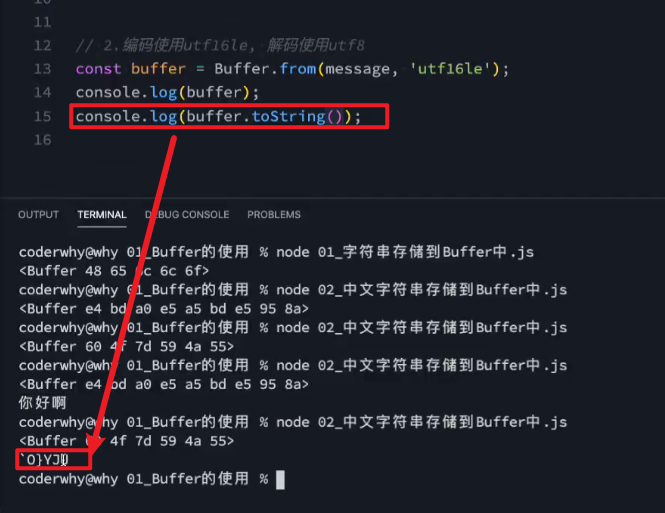 11
12 // 2.编码使用utf16le, 解码使用utf8
13 const buffer = Buffer.from(message, 'utf16le');
14 console.log(buffer);
15 console.log(buffer.toString());
16
OUTPUT TERMINAL DEBUG CONSOLE PROBLEMS
coderwhy@why 01_Buffer的使用 % node 01_字符串存储到Buffer中.js
<Buffer 48 65 6c 6c 6f>
coderwhy@why 01_Buffer的使用 % node 02_中文字符串存储到Buffer中.js
<Buffer e4 bd a0 e5 a5 bd e5 95 8a>
coderwhy@why 01_Buffer的使用 % node 02_中文字符串存储到Buffer中.js
<Buffer 60 4f 7d 59 4a 55>
coderwhy@why 01_Buffer的使用 % node 02_中文字符串存储到Buffer中.js
<Buffer e4 bd a0 e5 a5 bd e5 95 8a>
你好啊
coderwhy@why 01_Buffer的使用 % node 02_中文字符串存储到Buffer中.js
<Buffer 60 4f 7d 59 4a 55>
`O}YJU
coderwhy@why 01_Buffer的使用 %